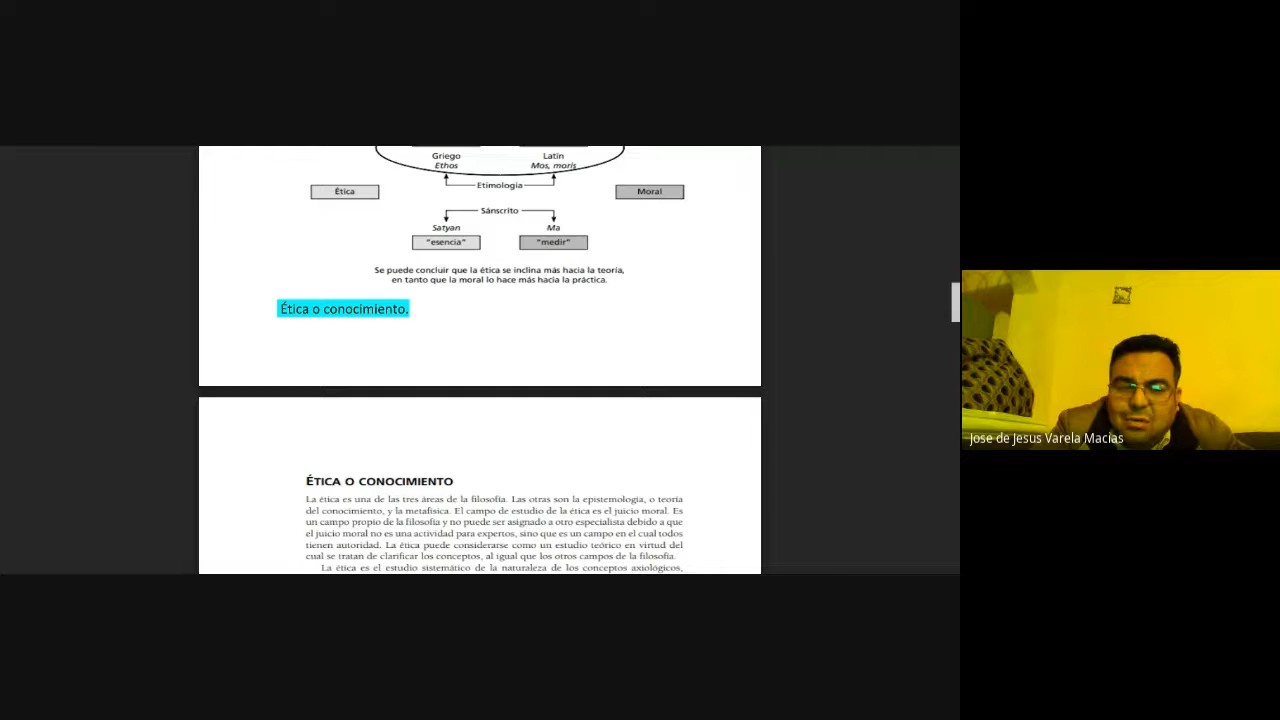 Griego
Latín
Ethos
Mos, morís
Etimología
Ética
Moral
Sánscrito
Satyan
Ma
"esencia"
"medir"
Se puede concluir que la ética se inclina más hacia la teoría,
en tanto que la moral lo hace más hacia la práctica.
Ética o conocimiento.
ÉTICA O CONOCIMIENTO
La ética es una de las tres áreas de la filosofía. Las otras son la epistemología, o teoría
del conocimiento, y la metafísica. El campo de estudio de la ética es el juicio moral. Es
un campo propio de la filosofía y no puede ser asignado a otro especialista debido a que
el juicio moral no es una actividad para expertos, sino que es un campo en el cual todos
tienen autoridad. La ética puede considerarse como un estudio teórico en virtud del
cual se tratan de clarificar los conceptos, al igual que los otros campos de la filosofía.
La ética es el estudio sistemático de la naturaleza de los conceptos axiológicos,
Jose de Jesus Varela Macias